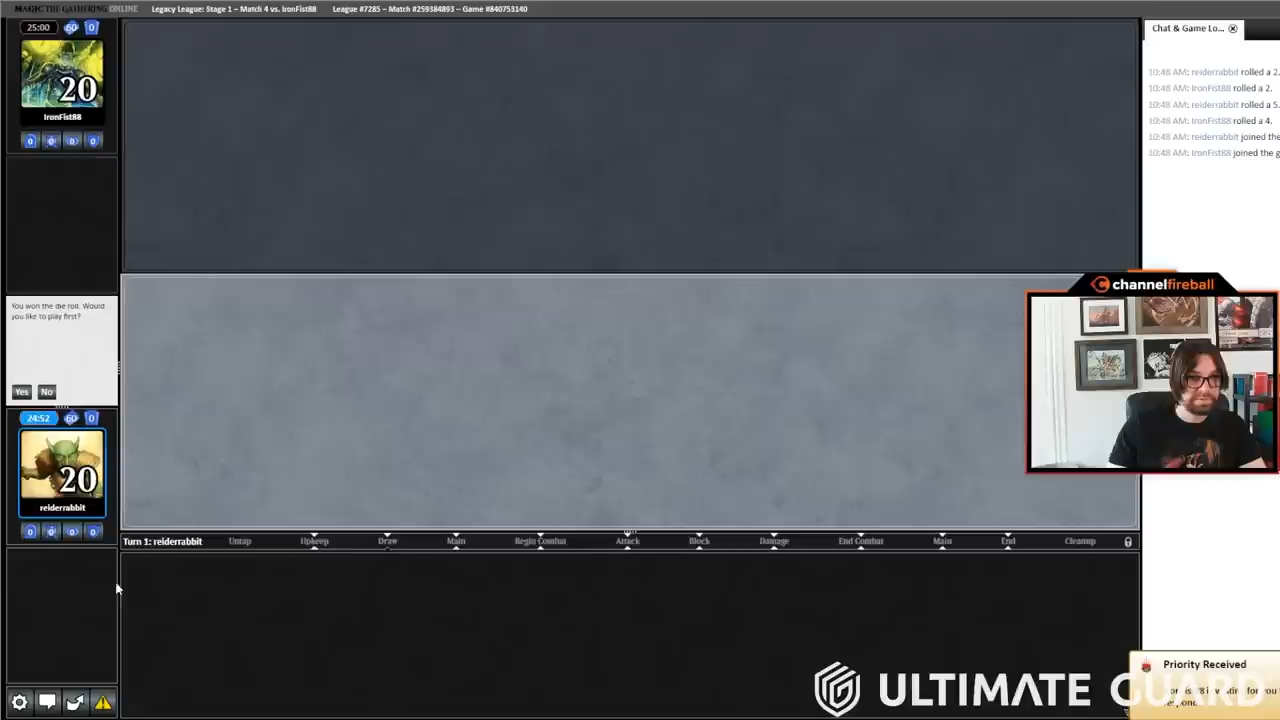 MAGIC THE GATHERING ONLINE Legacy League: Stage 1 – Match 4 vs. IronFist88 League #7285 – Match #259384893 – Game #840753140
25:00 60 0
20
IronFist88
0 0 0 0
Chat & Game Lo...
10:48 AM: reiderrabbit rolled a 2.
10:48 AM: IronFist88 rolled a 2.
10:48 AM: reiderrabbit rolled a 5.
10:48 AM: IronFist88 rolled a 4.
10:48 AM: reiderrabbit joined the
10:48 AM: IronFist88 joined the g
channelfireball
You won the die roll. Would
you like to play first?
Yes No
24:52 60 0
20
reiderrabbit
0 0 0 0
Turn 1: reiderrabbit Untap Upkeep Draw Main Begin Combat Attack Block Damage End Combat Main End Cleanup
Priority Received
ULTIMATE GUARD